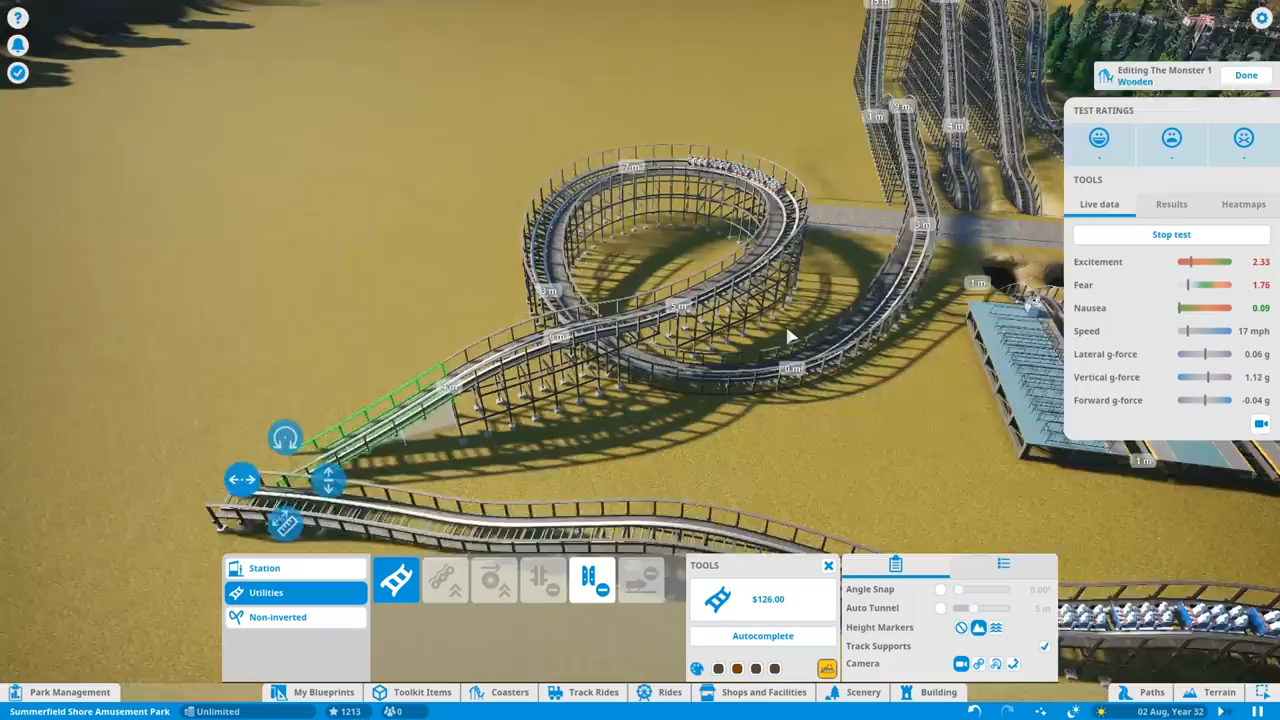 ?
15 m
Editing The Monster 1
Wooden
Done
9 m
1 m
4 m
TEST RATINGS
- - -
7 m
TOOLS
Live data Results Heatmaps
3 m
Stop test
Excitement 2.33
1 m
Fear 1.76
3 m
5 m
Nausea 0.09
Speed 17 mph
Lateral g-force 0.06 g
0 m
Vertical g-force 1.12 g
Forward g-force -0.04 g
1 m
Station
Utilities
Non-inverted
TOOLS
$126.00
Autocomplete
Angle Snap 0.00°
Auto Tunnel 5 m
Height Markers
Track Supports
Camera
Park Management
My Blueprints
Toolkit Items
Coasters
Track Rides
Rides
Shops and Facilities
Scenery
Building
Paths
Terrain
Summerfield Shore Amusement Park
Unlimited
1213
0
02 Aug, Year 32